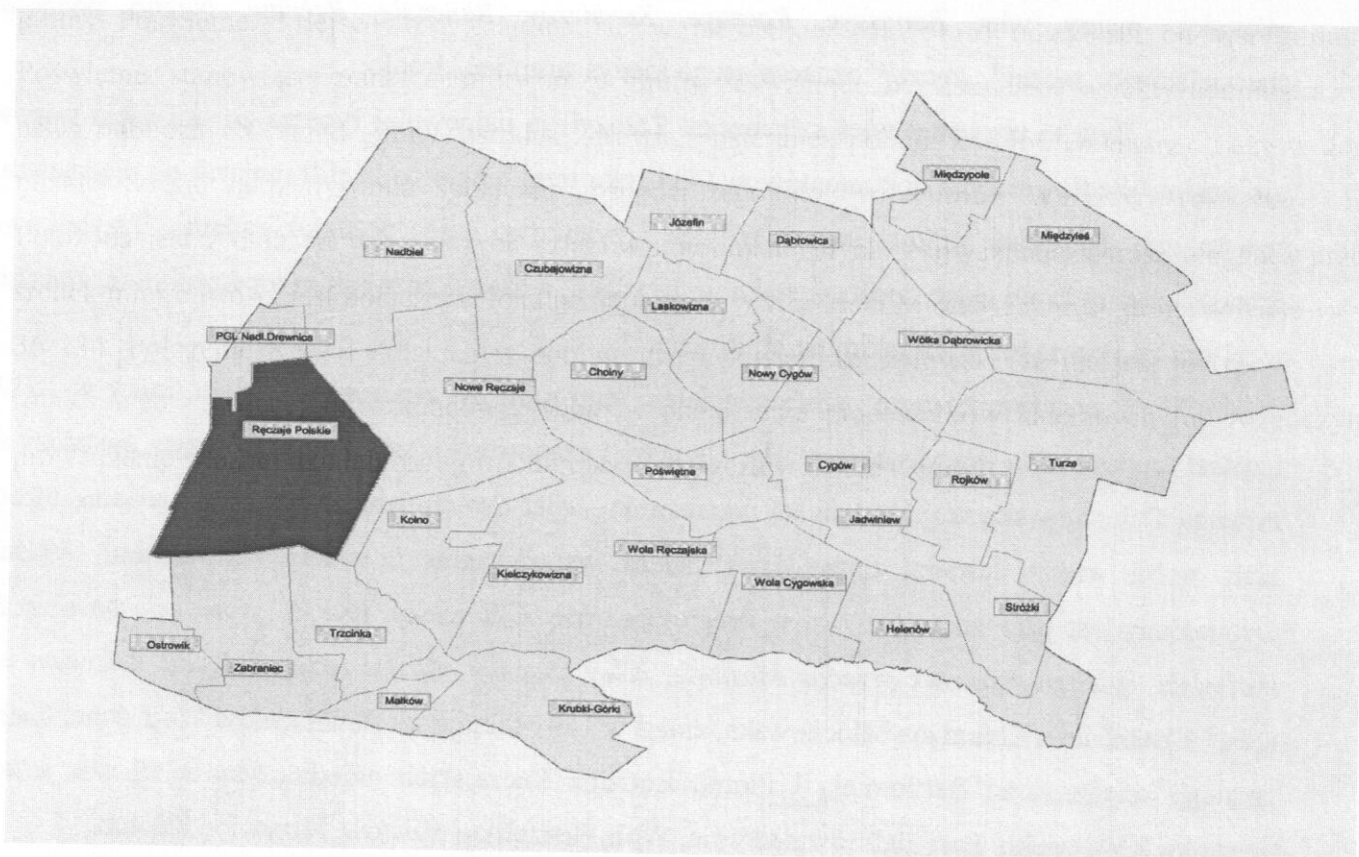 Międzypole
Józefin
Dąbrowica
Międzyleś
Nadbiel
Czubajowizna
Laskowizna
PGL Nadl.Drewnica
Wólka Dąbrowicka
Choiny
Nowy Cygów
Nowe Ręczaje
Ręczaje Polskie
Poświętne
Cygów
Turze
Rojków
Kolno
Jadwiniew
Wola Ręczajska
Kielczykowizna
Wola Cygowska
Stróżki
Helenów
Trzcinka
Ostrowik
Zabraniec
Małków
Krubki-Górki